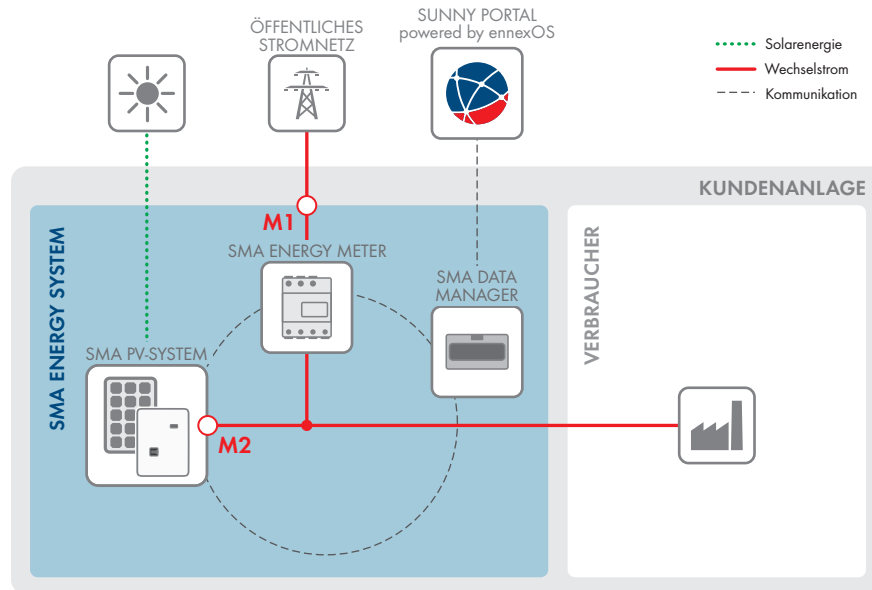 ÖFFENTLICHES
STROMNETZ
SUNNY PORTAL
powered by ennexOS
Solarenergie
Wechselstrom
Kommunikation
KUNDENANLAGE
SMA ENERGY SYSTEM
M1
SMA ENERGY METER
SMA DATA
MANAGER
VERBRAUCHER
SMA PV-SYSTEM
M2